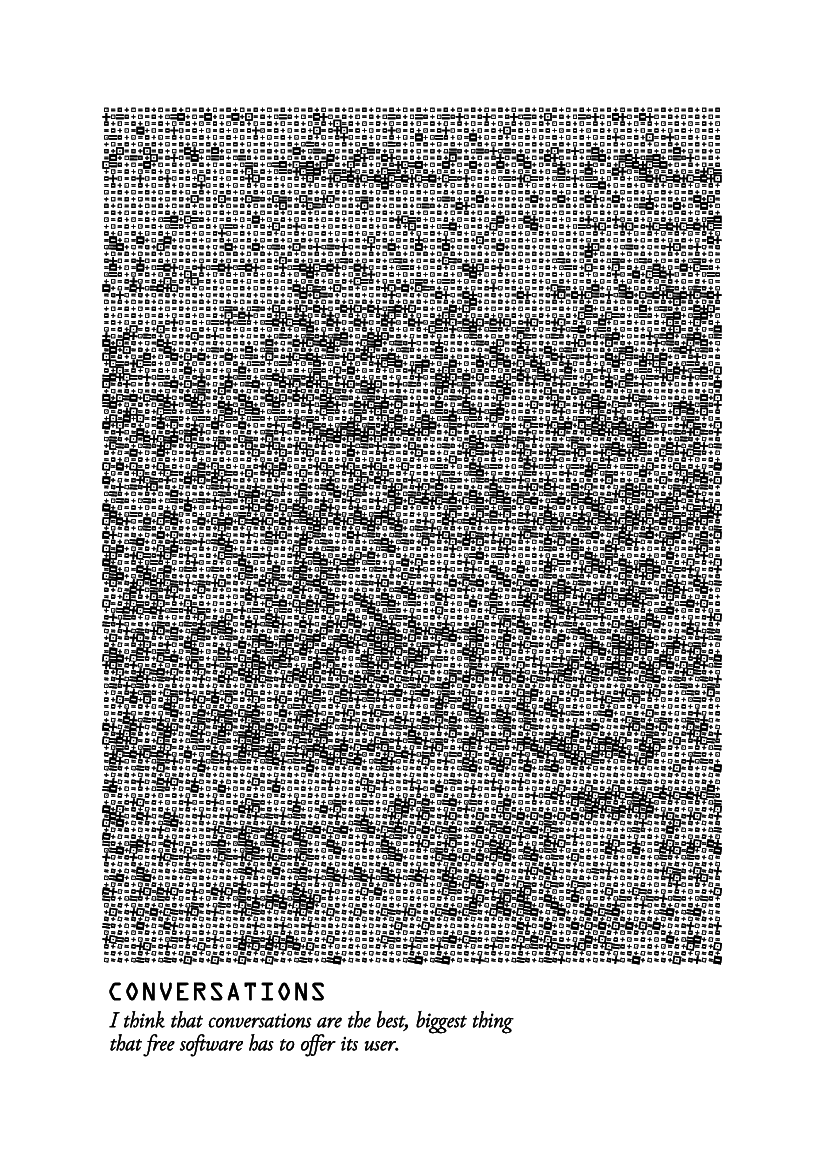 CONVERSATIONS
I think that conversations are the best, biggest thing
that free software has to offer its user.